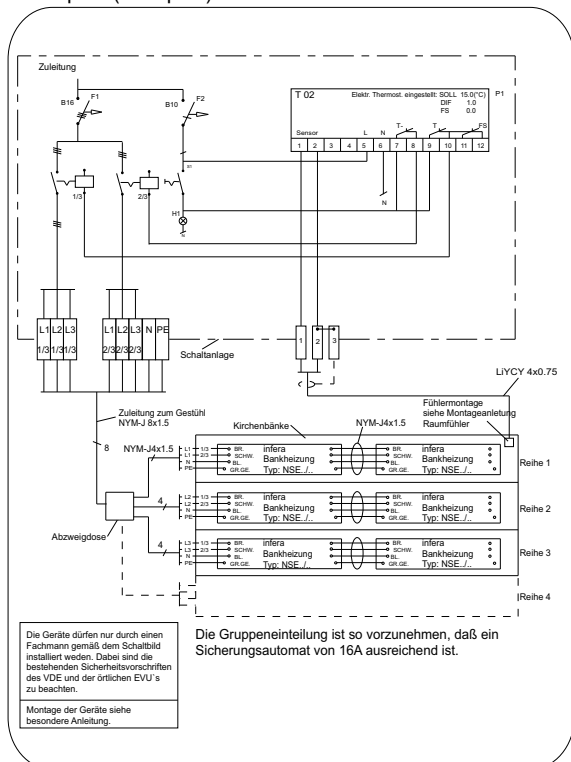 Zuleitung
B16
F1
B10
F2
T 02
Elektr. Thermost. eingestellt: SOLL 15.0(°C)
DIF 1.0
FS 0.0
P1
Sensor
L
N
T-
T
FS
1 2 3 4 5 6 7 8 9 10 11 12
1/3
2/3
S1
H1
N
N
L1 L2 L3
1/3 1/3 1/3
L1 L2 L3 N PE
2/3 2/3 2/3
Schaltanlage
1 2 3
LiYCY 4x0.75
Fühlermontage
siehe Montageanletung
Raumfühler
Zuleitung zum Gestühl
NYM-J 8x1.5
8
NYM-J4x1.5
Kirchenbänke
NYM-J4x1.5
L1 1/3 BR. infera BR. infera
L1 2/3 SCHW. Bankheizung SCHW. Bankheizung
N BL. BL.
PE GR.GE. Typ: NSE../.. GR.GE. Typ: NSE../..
Reihe 1
4
L2 1/3 BR. infera BR. infera
L2 2/3 SCHW. Bankheizung SCHW. Bankheizung
N BL. BL.
PE GR.GE. Typ: NSE../.. GR.GE. Typ: NSE../..
Reihe 2
Abzweigdose
4
L3 1/3 BR. infera BR. infera
L3 2/3 SCHW. Bankheizung SCHW. Bankheizung
N BL. BL.
PE GR.GE. Typ: NSE../.. GR.GE. Typ: NSE../..
Reihe 3
Reihe 4
Die Geräte dürfen nur durch einen
Fachmann gemäß dem Schaltbild
installiert weden. Dabei sind die
bestehenden Sicherheitsvorschriften
des VDE und der örtlichen EVU`s
zu beachten.
Montage der Geräte siehe
besondere Anleitung.
Die Gruppeneinteilung ist so vorzunehmen, daß ein
Sicherungsautomat von 16A ausreichend ist.